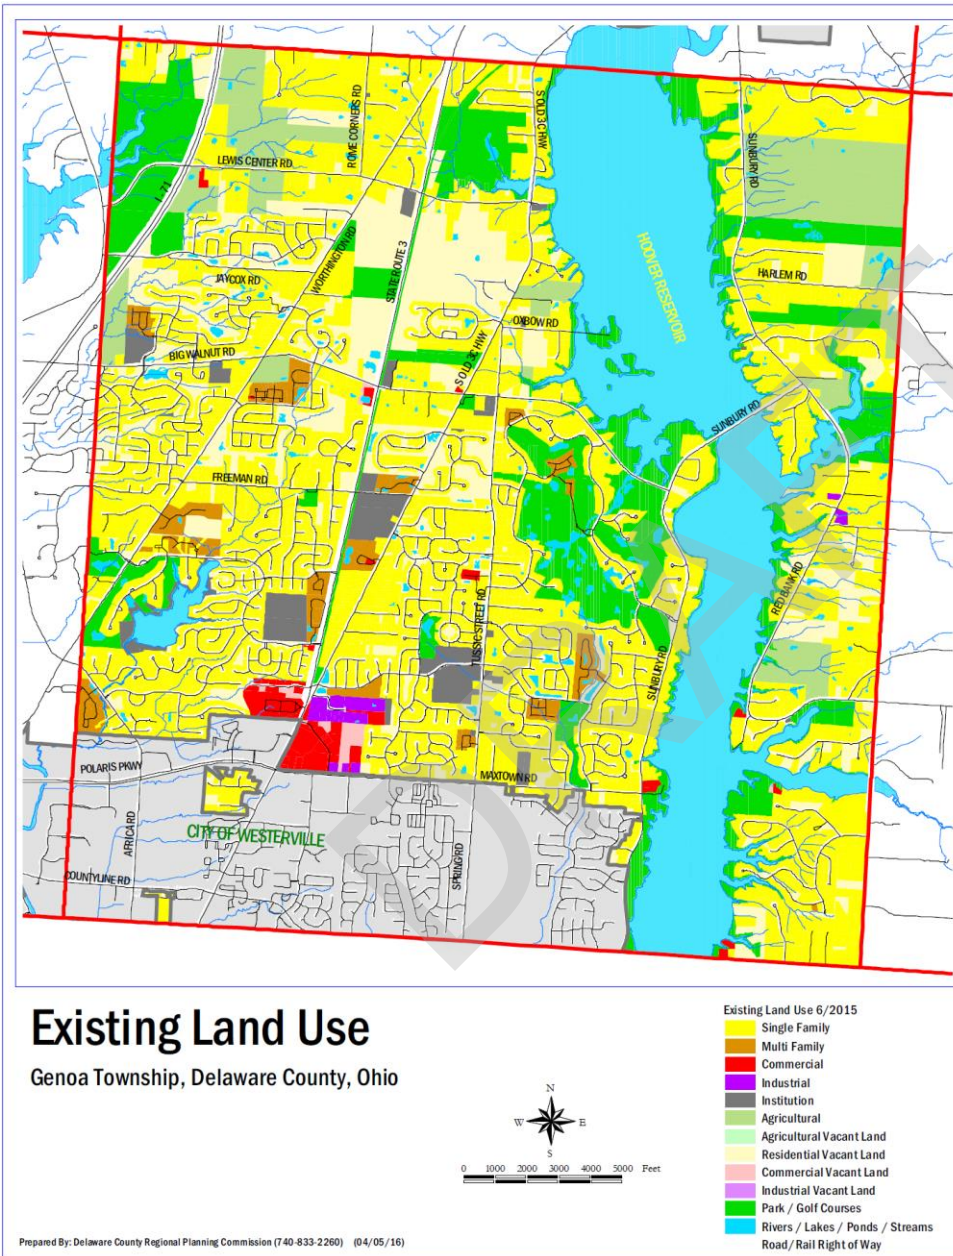 S OLD 3C HWY
ROME CORNERS RD
SUNBURY RD
LEWIS CENTER RD
I - 71
WORTHINGTON RD
STATE ROUTE 3
HOOVER RESERVOIR
HARLEM RD
JAYCOX RD
OXBOW RD
BIG WALNUT RD
S OLD 3C HWY
SUNBURY RD
FREEMAN RD
RED BANK RD
TUSSIC STREET RD
SUNBURY RD
POLARIS PKWY
MAXTOWN RD
AFRICA RD
CITY OF WESTERVILLE
SPRING RD
COUNTYLINE RD
DRAFT
Existing Land Use
Genoa Township, Delaware County, Ohio
N
W E
S
0 1000 2000 3000 4000 5000 Feet
Existing Land Use 6/2015
Single Family
Multi Family
Commercial
Industrial
Institution
Agricultural
Agricultural Vacant Land
Residential Vacant Land
Commercial Vacant Land
Industrial Vacant Land
Park / Golf Courses
Rivers / Lakes / Ponds / Streams
Road/Rail Right of Way
Prepared By: Delaware County Regional Planning Commission (740-833-2260) (04/05/16)